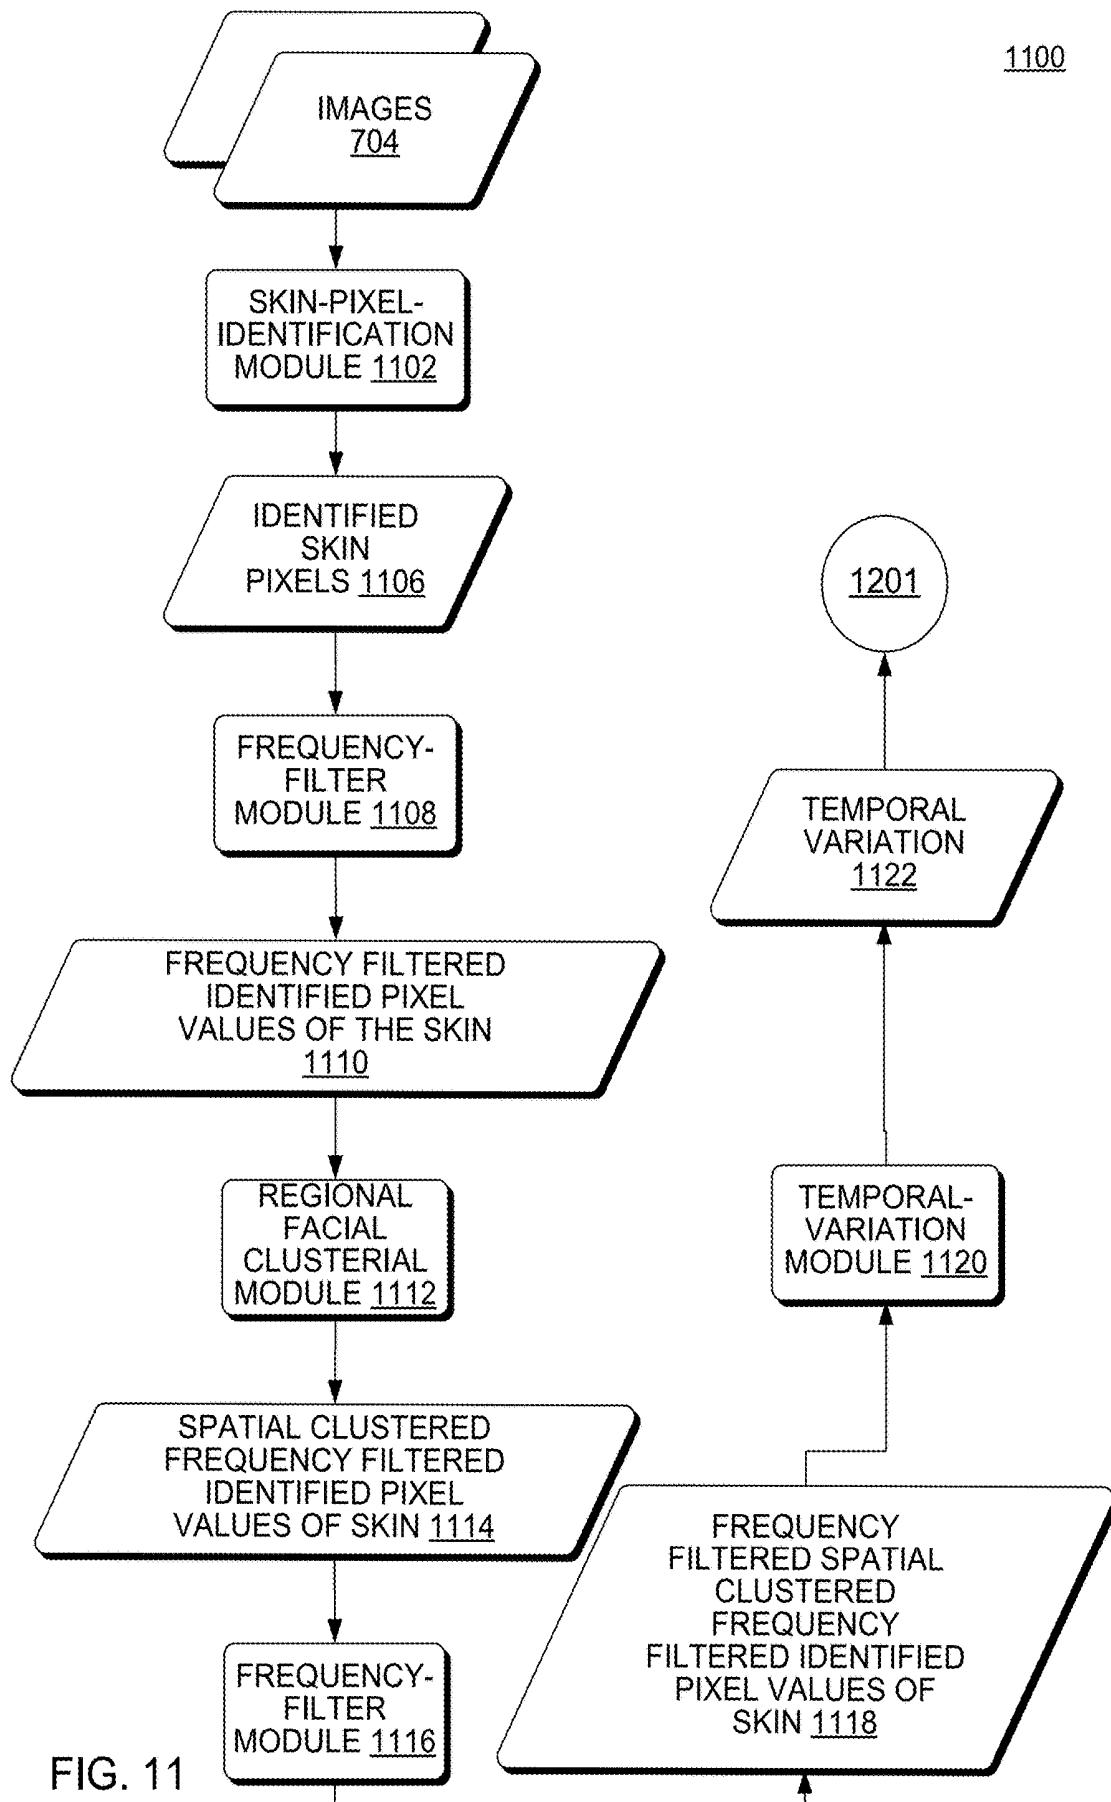 1100
IMAGES
704
SKIN-PIXEL-
IDENTIFICATION
MODULE 1102
IDENTIFIED
SKIN
PIXELS 1106
FREQUENCY-
FILTER
MODULE 1108
FREQUENCY FILTERED
IDENTIFIED PIXEL
VALUES OF THE SKIN
1110
REGIONAL
FACIAL
CLUSTERIAL
MODULE 1112
SPATIAL CLUSTERED
FREQUENCY FILTERED
IDENTIFIED PIXEL
VALUES OF SKIN 1114
FREQUENCY-
FILTER
MODULE 1116
FREQUENCY
FILTERED SPATIAL
CLUSTERED
FREQUENCY
FILTERED IDENTIFIED
PIXEL VALUES OF
SKIN 1118
TEMPORAL-
VARIATION
MODULE 1120
TEMPORAL
VARIATION
1122
1201
FIG. 11